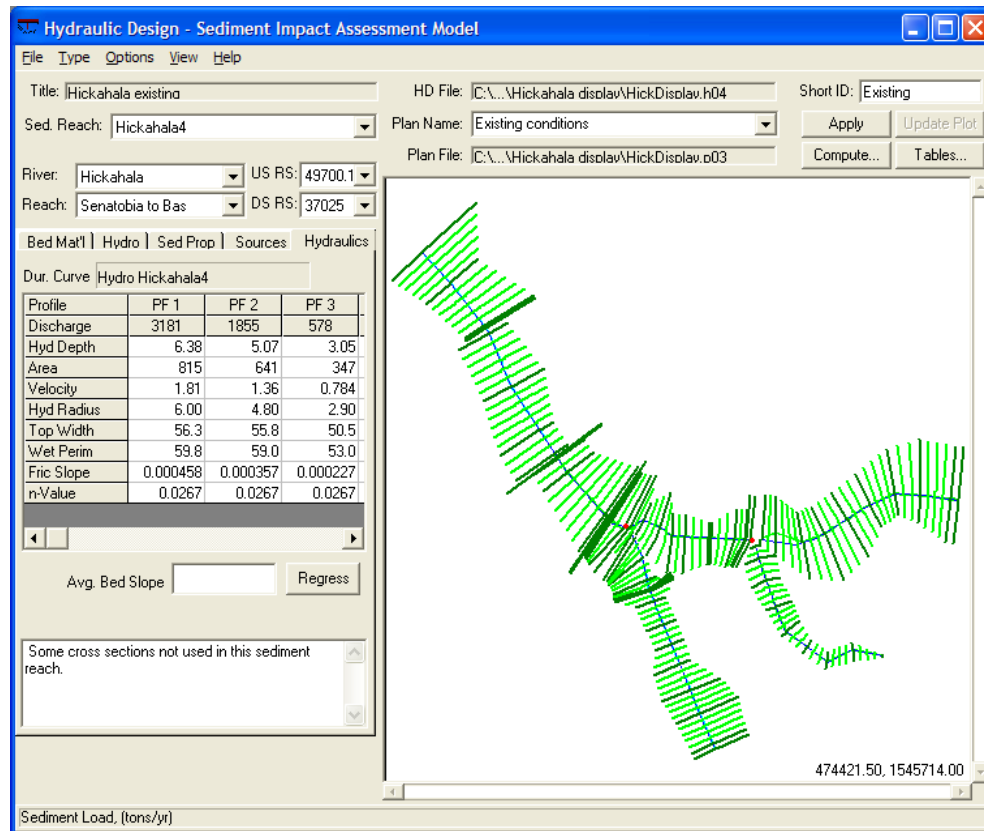 Hydraulic Design - Sediment Impact Assessment Model
File Type Options View Help
Title: Hickahala existing
HD File: C:\...\Hickahala display\HickDisplay.h04
Short ID: Existing
Sed. Reach: Hickahala4
Plan Name: Existing conditions
Apply Update Plot
Plan File: C:\...\Hickahala display\HickDisplay.p03
Compute... Tables...
River: Hickahala US RS: 49700.1
Reach: Senatobia to Bas DS RS: 37025
Bed Mat'l Hydro Sed Prop Sources Hydraulics
Dur. Curve Hydro Hickahala4
Profile PF 1 PF 2 PF 3
Discharge 3181 1855 578
Hyd Depth 6.38 5.07 3.05
Area 815 641 347
Velocity 1.81 1.36 0.784
Hyd Radius 6.00 4.80 2.90
Top Width 56.3 55.8 50.5
Wet Perim 59.8 59.0 53.0
Fric Slope 0.000458 0.000357 0.000227
n-Value 0.0267 0.0267 0.0267
Avg. Bed Slope Regress
Some cross sections not used in this sediment
reach.
474421.50, 1545714.00
Sediment Load, (tons/yr)